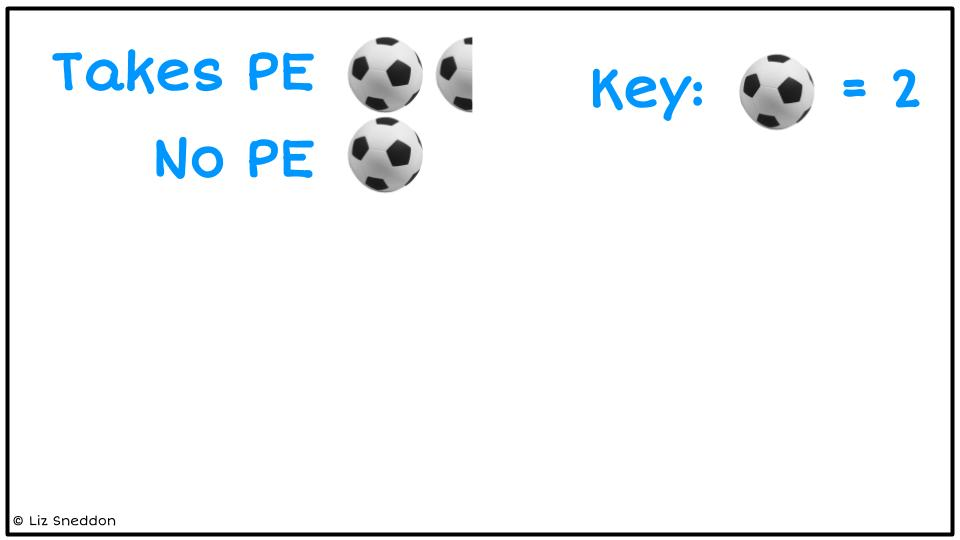 Takes PE
Key: = 2
No PE
© Liz Sneddon